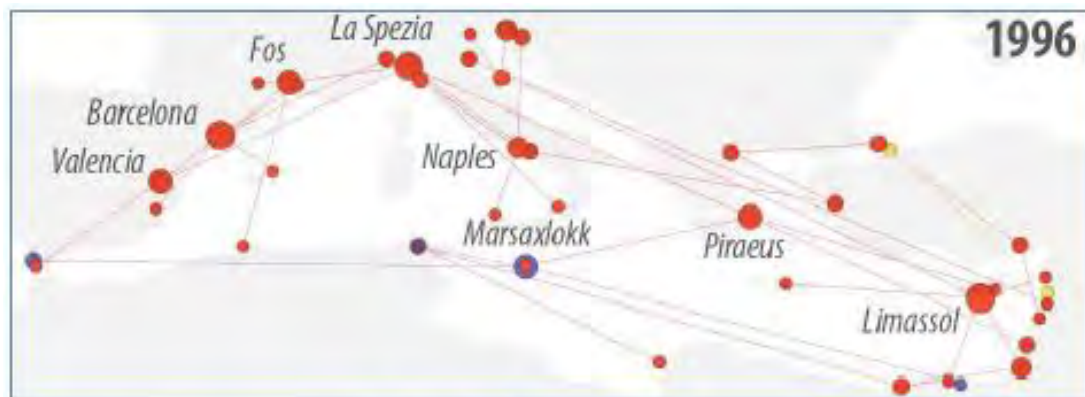 1996
La Spezia
Fos
Barcelona
Valencia
Naples
Marsaxlokk
Piraeus
Limassol